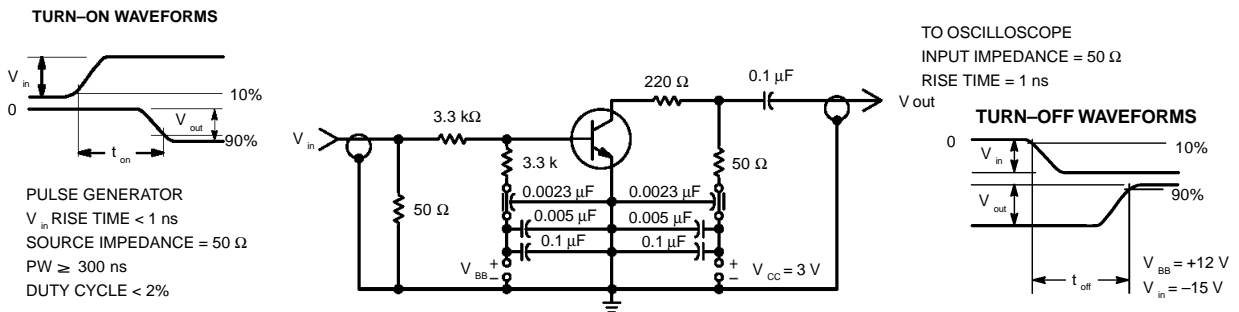 TURN–ON WAVEFORMS
V in
0
10%
V out
90%
t on
PULSE GENERATOR
V in RISE TIME < 1 ns
SOURCE IMPEDANCE = 50 Ω
PW ≥ 300 ns
DUTY CYCLE < 2%
V in
3.3 kΩ
50 Ω
3.3 k
220 Ω
0.1 µF
50 Ω
0.0023 µF
0.0023 µF
0.005 µF
0.005 µF
0.1 µF
0.1 µF
V BB
+
–
+
–
V CC = 3 V
V out
TO OSCILLOSCOPE
INPUT IMPEDANCE = 50 Ω
RISE TIME = 1 ns
TURN–OFF WAVEFORMS
0
V in
10%
V out
90%
t off
V BB = +12 V
V in = –15 V